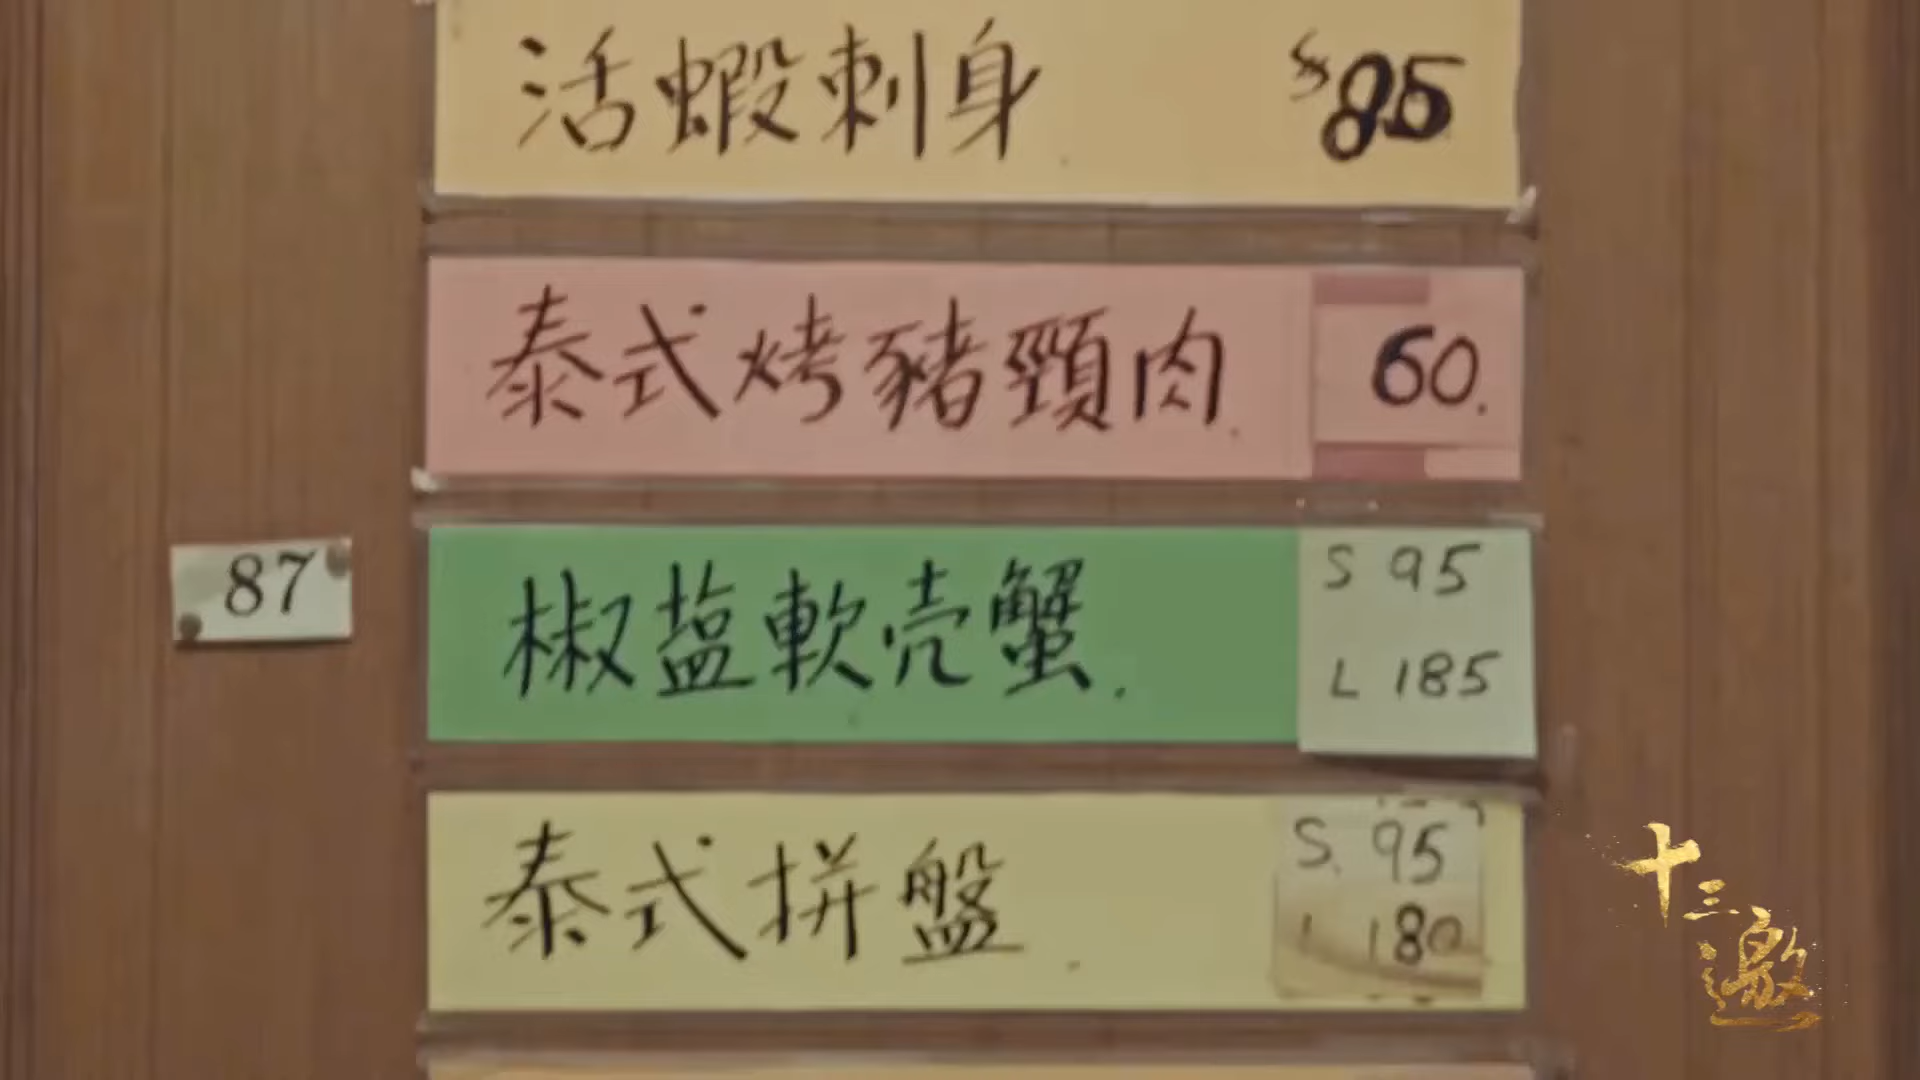 活蝦刺身 $85
泰式烤豬頸肉. 60.
87
椒塩軟壳蟹. S 95
L 185
泰式拼盤. S. 95
L 180
十三邀